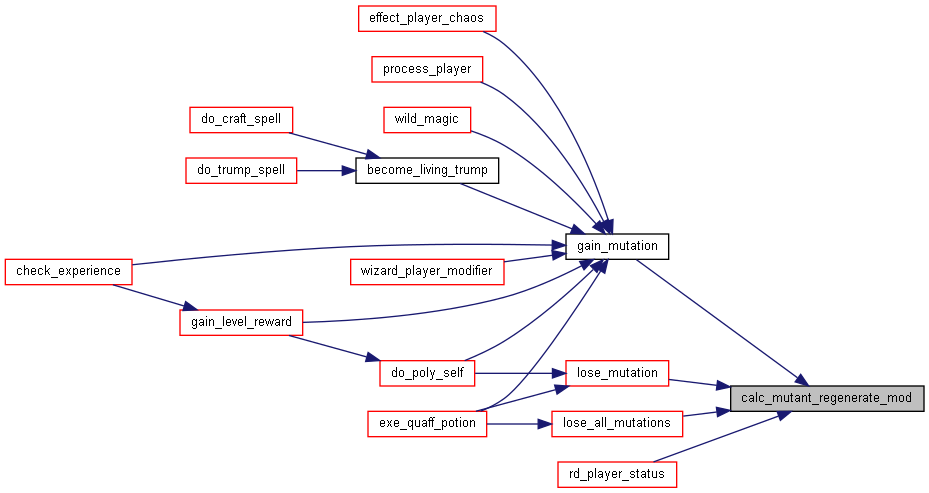 effect_player_chaos
process_player
do_craft_spell
wild_magic
do_trump_spell
become_living_trump
gain_mutation
check_experience
wizard_player_modifier
gain_level_reward
do_poly_self
lose_mutation
calc_mutant_regenerate_mod
exe_quaff_potion
lose_all_mutations
rd_player_status